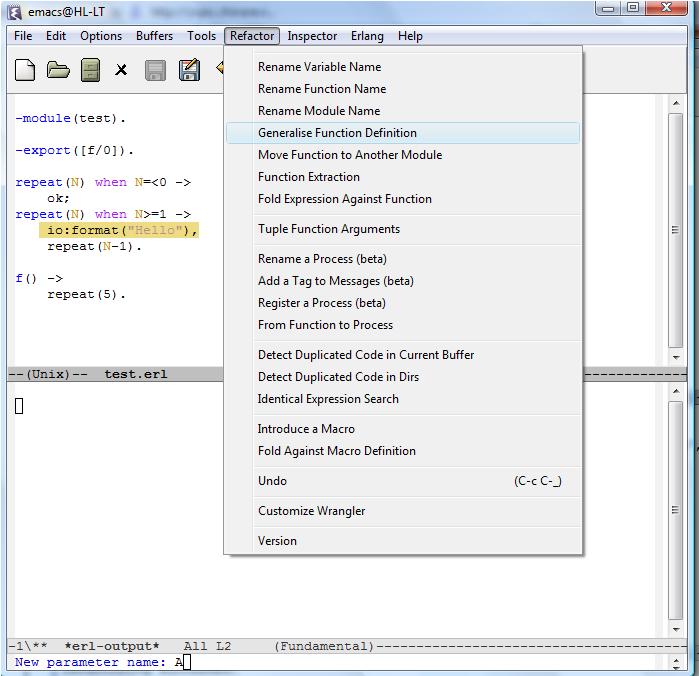 emacs@HL-LT
File Edit Options Buffers Tools Refactor Inspector Erlang Help
-module(test).
-export([f/0]).
repeat(N) when N=<0 ->
ok;
repeat(N) when N>=1 ->
io:format("Hello"),
repeat(N-1).
f() ->
repeat(5).
--(Unix)-- test.erl
Rename Variable Name
Rename Function Name
Rename Module Name
Generalise Function Definition
Move Function to Another Module
Function Extraction
Fold Expression Against Function
Tuple Function Arguments
Rename a Process (beta)
Add a Tag to Messages (beta)
Register a Process (beta)
From Function to Process
Detect Duplicated Code in Current Buffer
Detect Duplicated Code in Dirs
Identical Expression Search
Introduce a Macro
Fold Against Macro Definition
Undo (C-c C-_)
Customize Wrangler
Version
-1\** *erl-output* All L2 (Fundamental)---------------------------------------
New parameter name: A